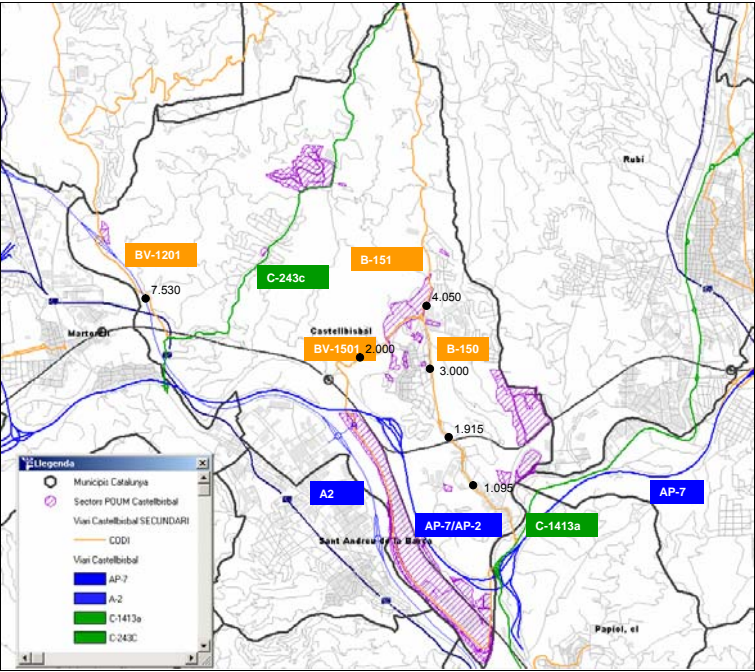 Rubí
BV-1201
B-151
C-243c
7.530
4.050
Martorell
Castellbisbal
BV-1501
2.000
B-150
3.000
1.915
1.095
A2
AP-7
AP-7/AP-2
C-1413a
Sant Andreu de la Barca
Papiol, el
Llegenda
Municipis Catalunya
Sectors POUM Castellbisbal
Viari Castellbisbal SECUNDARI
CODI
Viari Castellbisbal
AP-7
A-2
C-1413a
C-243C